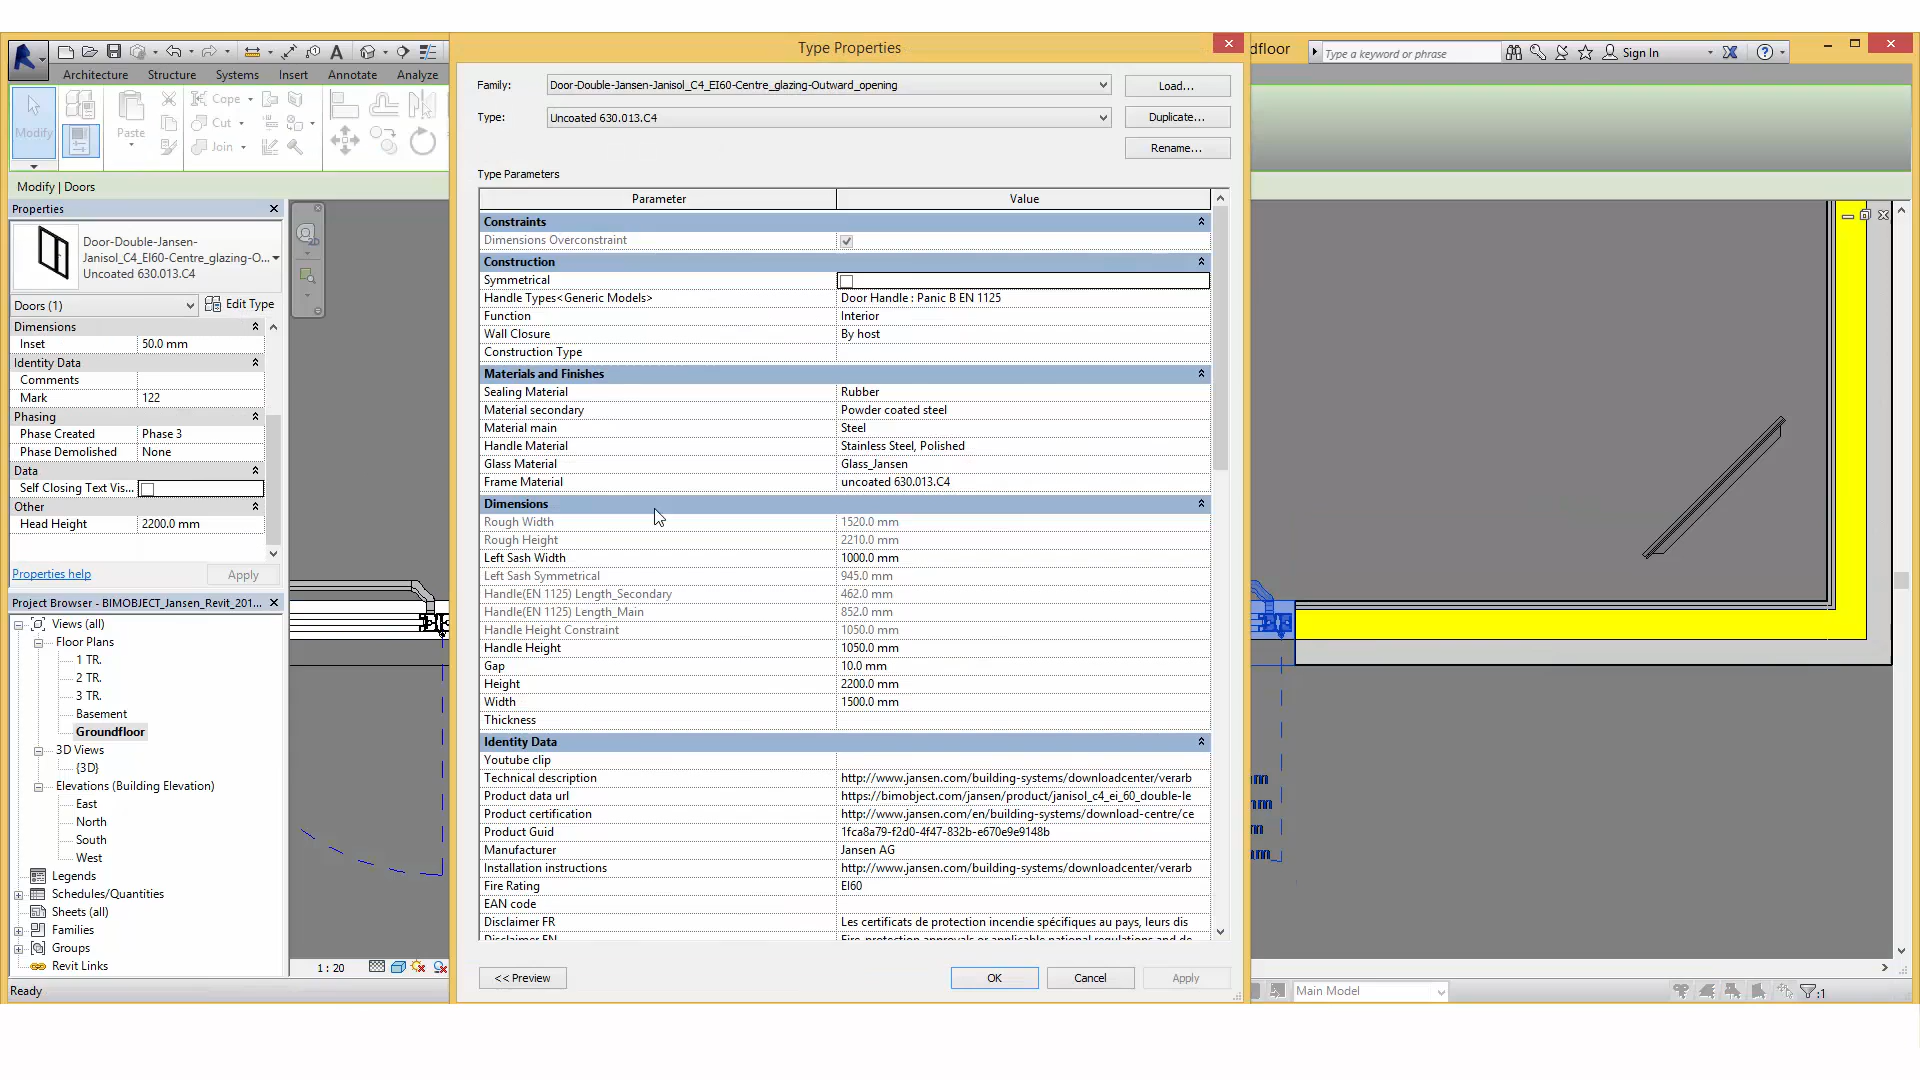 Type Properties
dfloor
Type a keyword or phrase
Sign In
Architecture Structure Systems Insert Annotate Analyze
Modify
Paste
Cope
Cut
Join
Modify | Doors
Properties
Door-Double-Jansen-
Janisol_C4_EI60-Centre_glazing-O...
Uncoated 630.013.C4
Doors (1) Edit Type
Dimensions
Inset 50.0 mm
Identity Data
Comments
Mark 122
Phasing
Phase Created Phase 3
Phase Demolished None
Data
Self Closing Text Vis...
Other
Head Height 2200.0 mm
Properties help Apply
Project Browser - BIMOBJECT_Jansen_Revit_201...
Views (all)
Floor Plans
1 TR.
2 TR.
3 TR.
Basement
Groundfloor
3D Views
{3D}
Elevations (Building Elevation)
East
North
South
West
Legends
Schedules/Quantities
Sheets (all)
Families
Groups
Revit Links
Ready
1 : 20
Family: Door-Double-Jansen-Janisol_C4_EI60-Centre_glazing-Outward_opening Load...
Type: Uncoated 630.013.C4 Duplicate...
Rename...
Type Parameters
Parameter Value
Constraints
Dimensions Overconstraint
Construction
Symmetrical
Handle Types<Generic Models> Door Handle : Panic B EN 1125
Function Interior
Wall Closure By host
Construction Type
Materials and Finishes
Sealing Material Rubber
Material secondary Powder coated steel
Material main Steel
Handle Material Stainless Steel, Polished
Glass Material Glass_Jansen
Frame Material uncoated 630.013.C4
Dimensions
Rough Width 1520.0 mm
Rough Height 2210.0 mm
Left Sash Width 1000.0 mm
Left Sash Symmetrical 945.0 mm
Handle(EN 1125) Length_Secondary 462.0 mm
Handle(EN 1125) Length_Main 852.0 mm
Handle Height Constraint 1050.0 mm
Handle Height 1050.0 mm
Gap 10.0 mm
Height 2200.0 mm
Width 1500.0 mm
Thickness
Identity Data
Youtube clip
Technical description http://www.jansen.com/building-systems/downloadcenter/verarb
Product data url https://bimobject.com/jansen/product/janisol_c4_ei_60_double-le
Product certification http://www.jansen.com/en/building-systems/download-centre/ce
Product Guid 1fca8a79-f2d0-4f47-832b-e670e9e9148b
Manufacturer Jansen AG
Installation instructions http://www.jansen.com/building-systems/downloadcenter/verarb
Fire Rating EI60
EAN code
Disclaimer FR Les certificats de protection incendie spécifiques au pays, leurs dis
Disclaimer EN Fire-protection approvals or applicable national regulations and de
<< Preview OK Cancel Apply
Main Model
:1